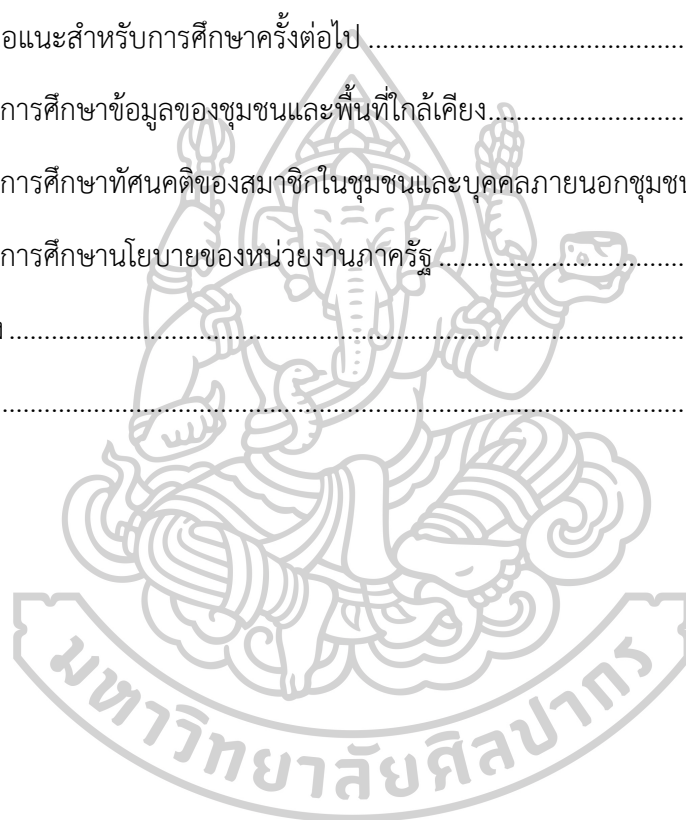 อแนะสำหรับการศึกษาครั้งต่อไป ........................................
การศึกษาข้อมูลของชุมชนและพื้นที่ใกล้เคียง........................................
การศึกษาทัศนคติของสมาชิกในชุมชนและบุคคลภายนอกชุมชน
การศึกษานโยบายของหน่วยงานภาครัฐ ........................................
........................................
........................................
มหาวิทยาลัยศิลปากร